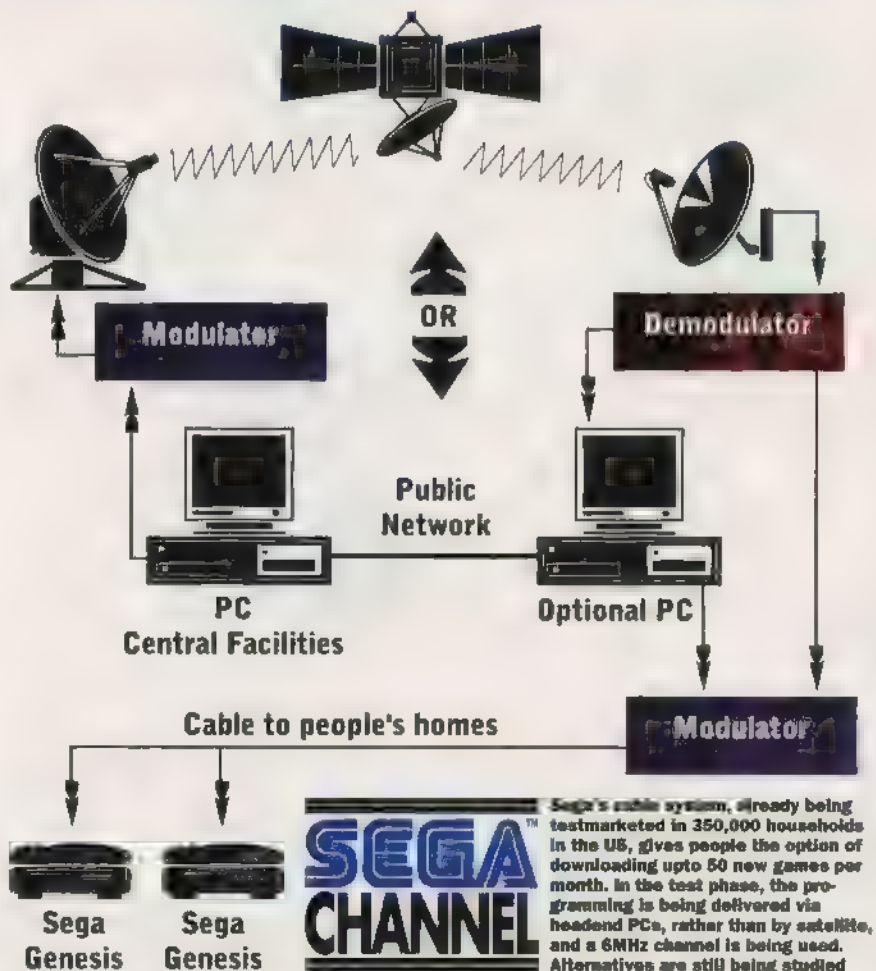 OR
Modulator
Demodulator
Public
Network
PC
Central Facilities
Optional PC
Modulator
Cable to people's homes
Sega
Genesis
Sega
Genesis
SEGA™
CHANNEL
Sega's cable system, already being
testmarketed in 350,000 households
in the US, gives people the option of
downloading upto 50 new games per
month. In the test phase, the pro-
gramming is being delivered via
headend PCs, rather than by satellite,
and a 6MHz channel is being used.
Alternatives are still being studied